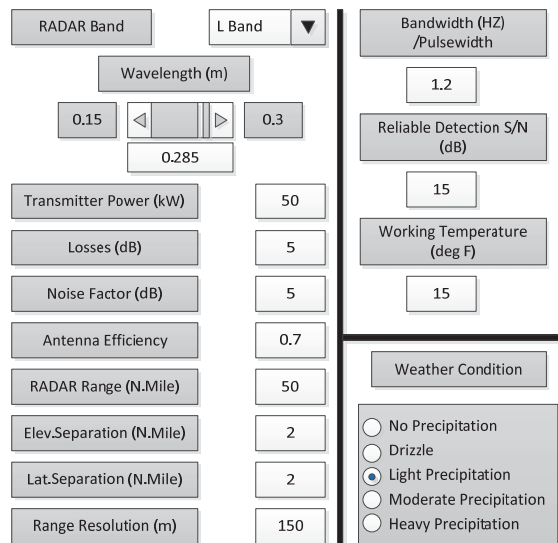 RADAR Band
L Band
Wavelength (m)
0.15
0.3
0.285
Transmitter Power (kW)
50
Losses (dB)
5
Noise Factor (dB)
5
Antenna Efficiency
0.7
RADAR Range (N.Mile)
50
Elev.Separation (N.Mile)
2
Lat.Separation (N.Mile)
2
Range Resolution (m)
150
Bandwidth (HZ)
/Pulsewidth
1.2
Reliable Detection S/N
(dB)
15
Working Temperature
(deg F)
15
Weather Condition
No Precipitation
Drizzle
Light Precipitation
Moderate Precipitation
Heavy Precipitation